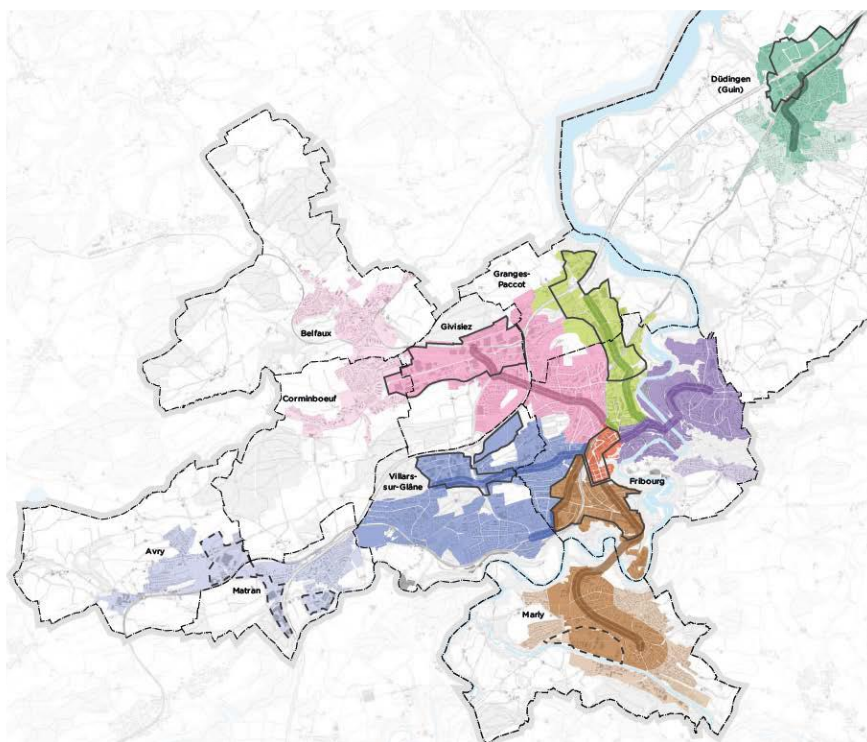 Düdingen
(Guin)
Granges-
Paccot
Givisiez
Belfaux
Corminboeuf
Villars-
sur-Glâne
Fribourg
Avry
Matran
Marly